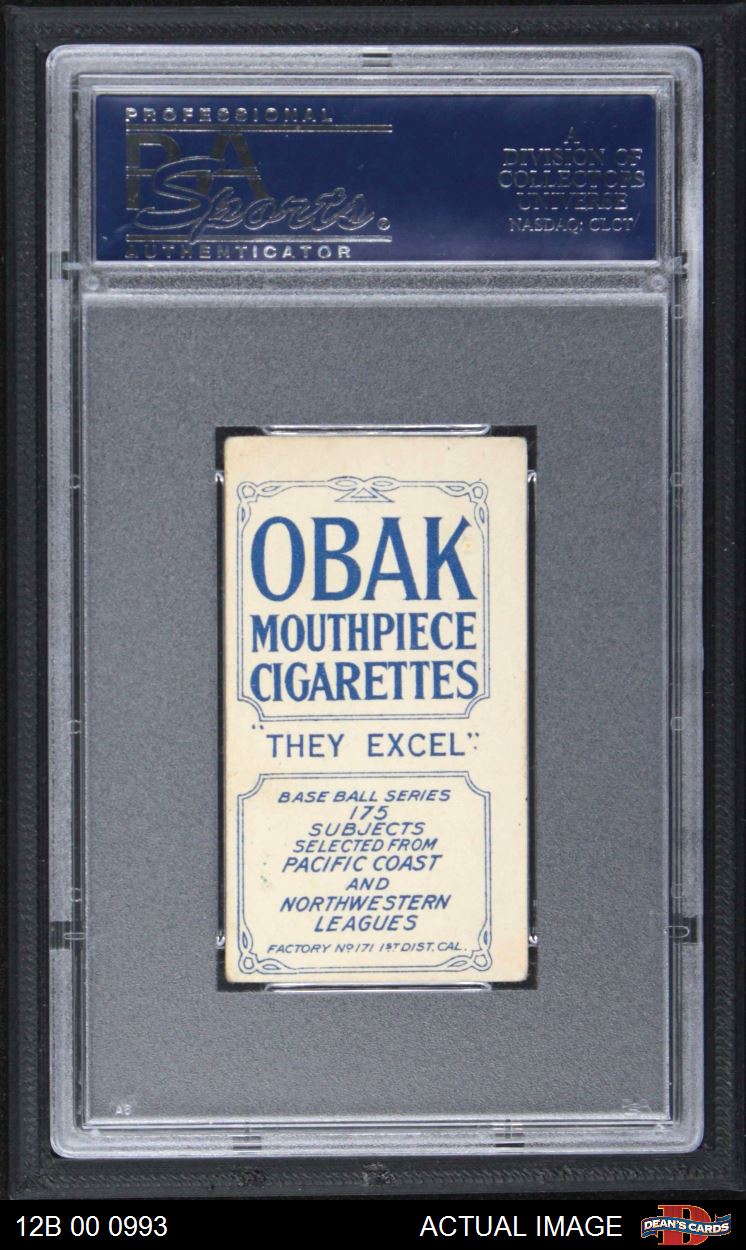 PROFESSIONAL
PSA
Sports
AUTHENTICATOR
A
DIVISION OF
COLLECTORS
UNIVERSE
NASDAQ: CLCT
OBAK
MOUTHPIECE
CIGARETTES
"THEY EXCEL"
BASE BALL SERIES
175
SUBJECTS
SELECTED FROM
PACIFIC COAST
AND
NORTHWESTERN
LEAGUES
FACTORY Nº 171 1ST DIST. CAL.
A6
12B 00 0993
ACTUAL IMAGE
DEAN'S CARDS